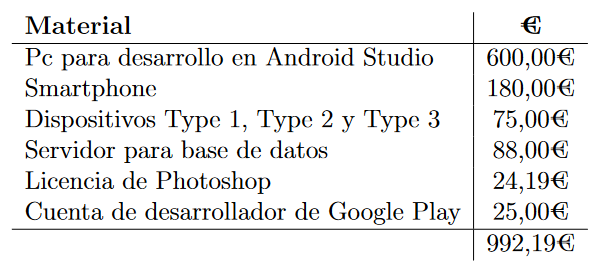 Material €
Pc para desarrollo en Android Studio 600,00€
Smartphone 180,00€
Dispositivos Type 1, Type 2 y Type 3 75,00€
Servidor para base de datos 88,00€
Licencia de Photoshop 24,19€
Cuenta de desarrollador de Google Play 25,00€
992,19€